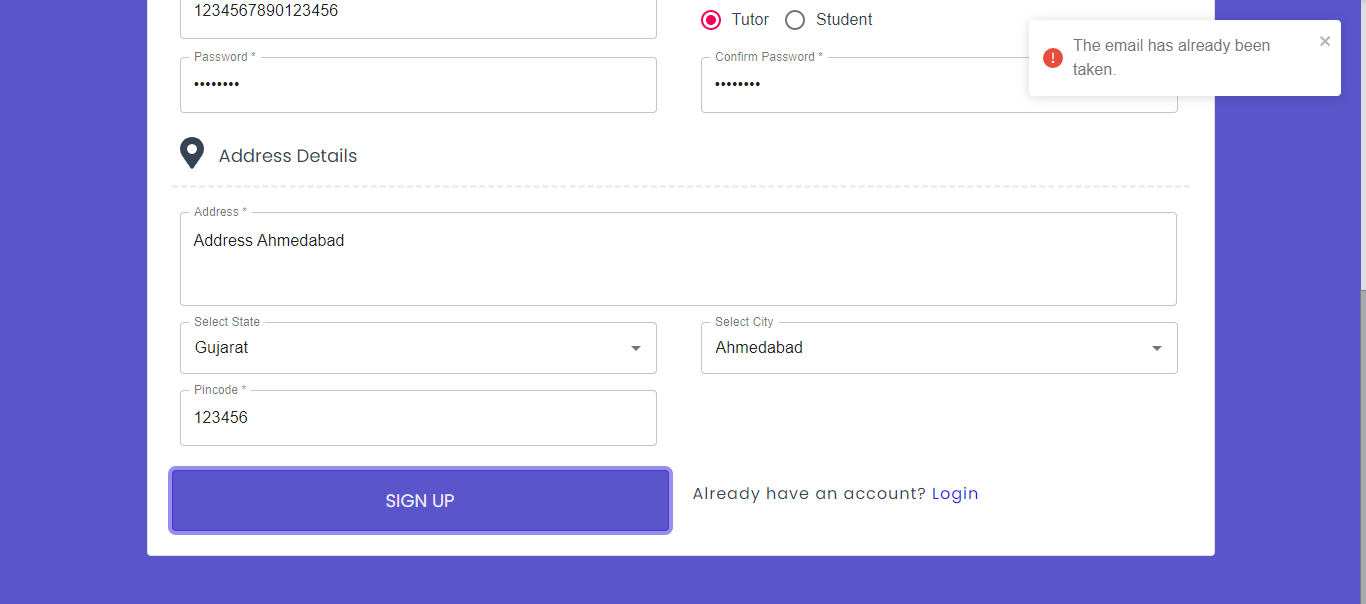 1234567890123456
Tutor Student
The email has already been
taken.
Password *
Confirm Password *
••••••••
••••••••
Address Details
Address *
Address Ahmedabad
Select State
Select City
Gujarat
Ahmedabad
Pincode *
123456
SIGN UP
Already have an account? Login